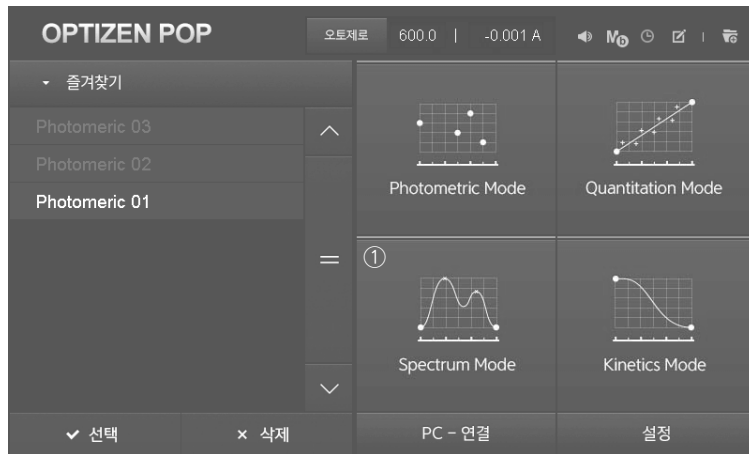 OPTIZEN POP
오토제로 600.0 | -0.001 A Mb
즐겨찾기
Photomeric 03
Photomeric 02
Photomeric 01
Photometric Mode
Quantitation Mode
①
Spectrum Mode
Kinetics Mode
선택
× 삭제
PC - 연결
설정